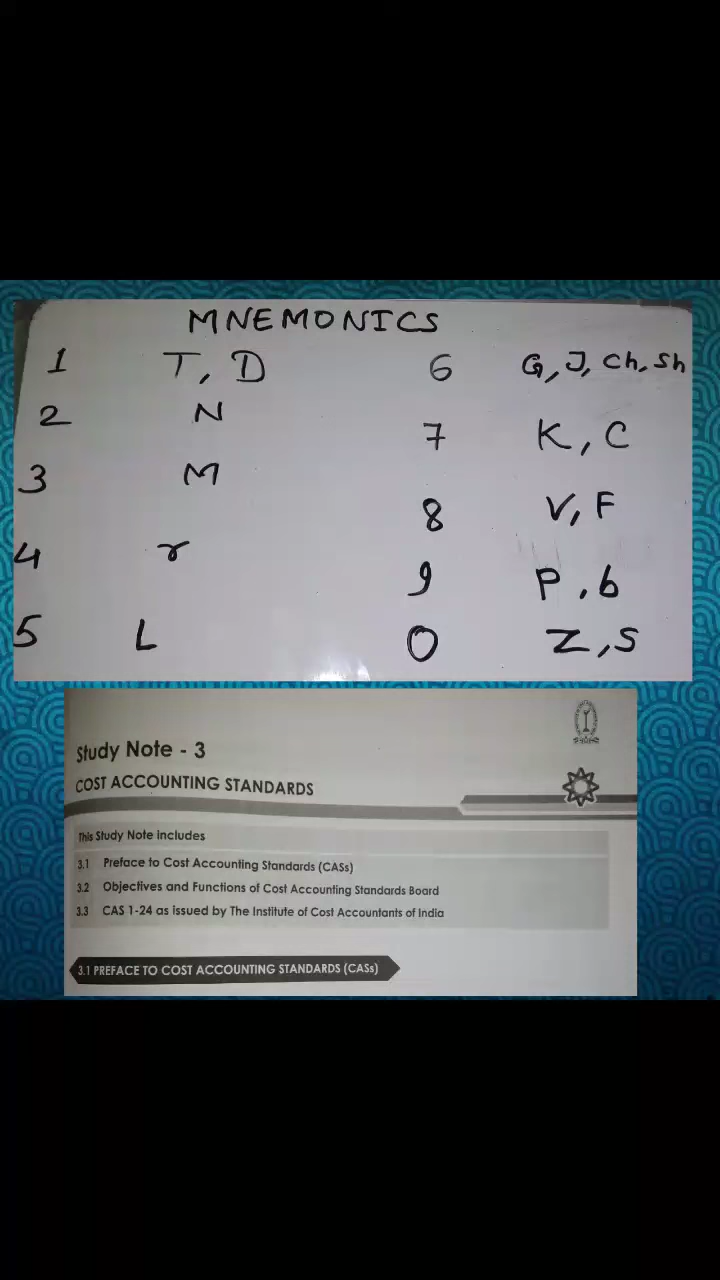 MNEMONICS
1 T, D 6 G, J, Ch, Sh
2 N 7 K, C
3 M 8 V, F
4 r 9 P, b
5 L 0 Z, S
Study Note - 3
COST ACCOUNTING STANDARDS
This Study Note includes
3.1 Preface to Cost Accounting Standards (CASs)
3.2 Objectives and Functions of Cost Accounting Standards Board
3.3 CAS 1-24 as issued by The Institute of Cost Accountants of India
3.1 PREFACE TO COST ACCOUNTING STANDARDS (CASs)